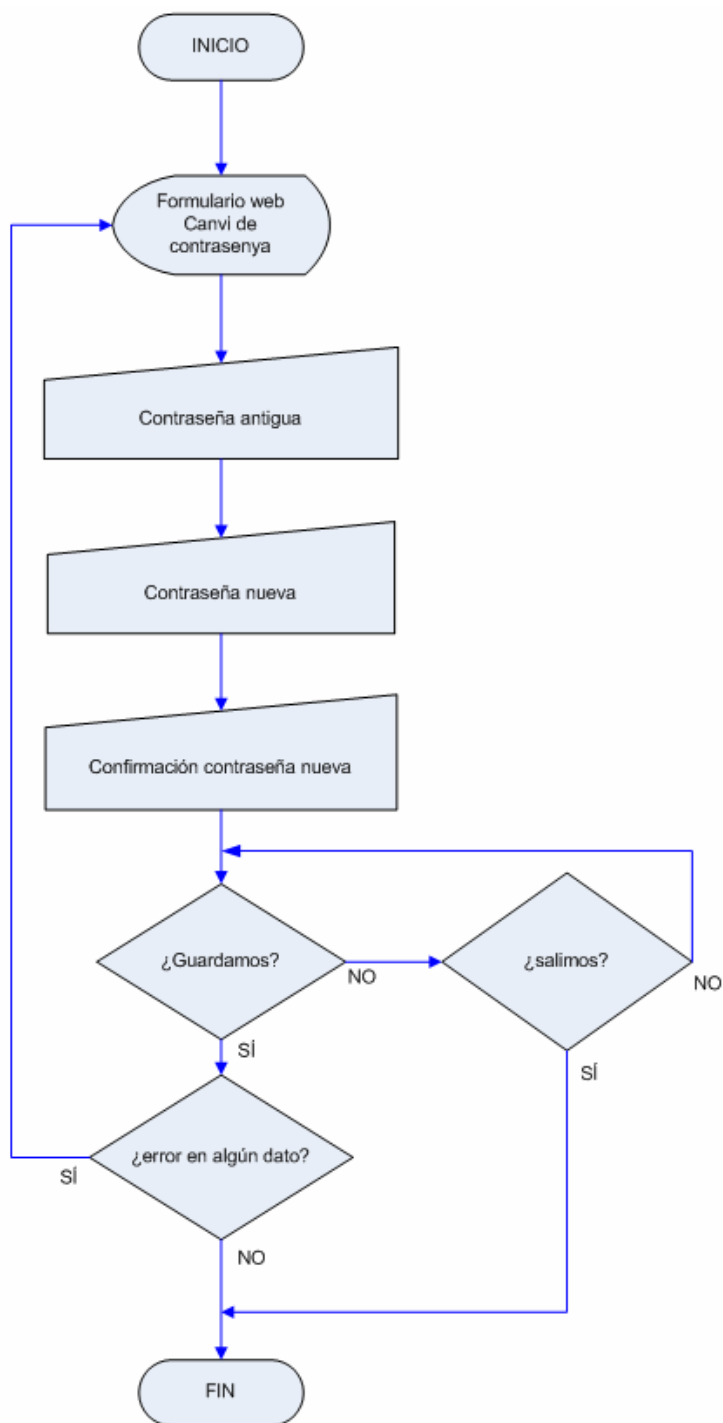 INICIO
Formulario web
Canvi de
contrasenya
Contraseña antigua
Contraseña nueva
Confirmación contraseña nueva
¿Guardamos?
NO
¿salimos?
NO
SÍ
SÍ
¿error en algún dato?
SÍ
NO
FIN